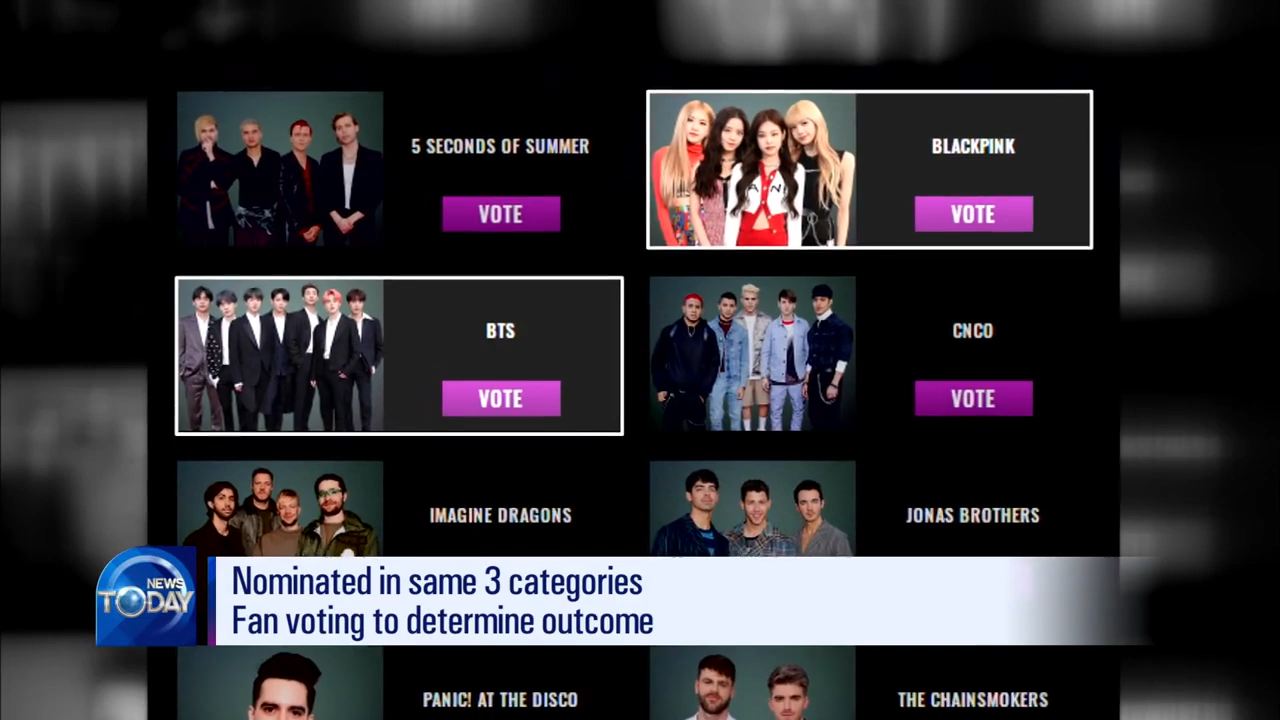 5 SECONDS OF SUMMER
BLACKPINK
VOTE
VOTE
BTS
CNCO
VOTE
VOTE
IMAGINE DRAGONS
JONAS BROTHERS
NEWS
TODAY
Nominated in same 3 categories
Fan voting to determine outcome
PANIC! AT THE DISCO
THE CHAINSMOKERS